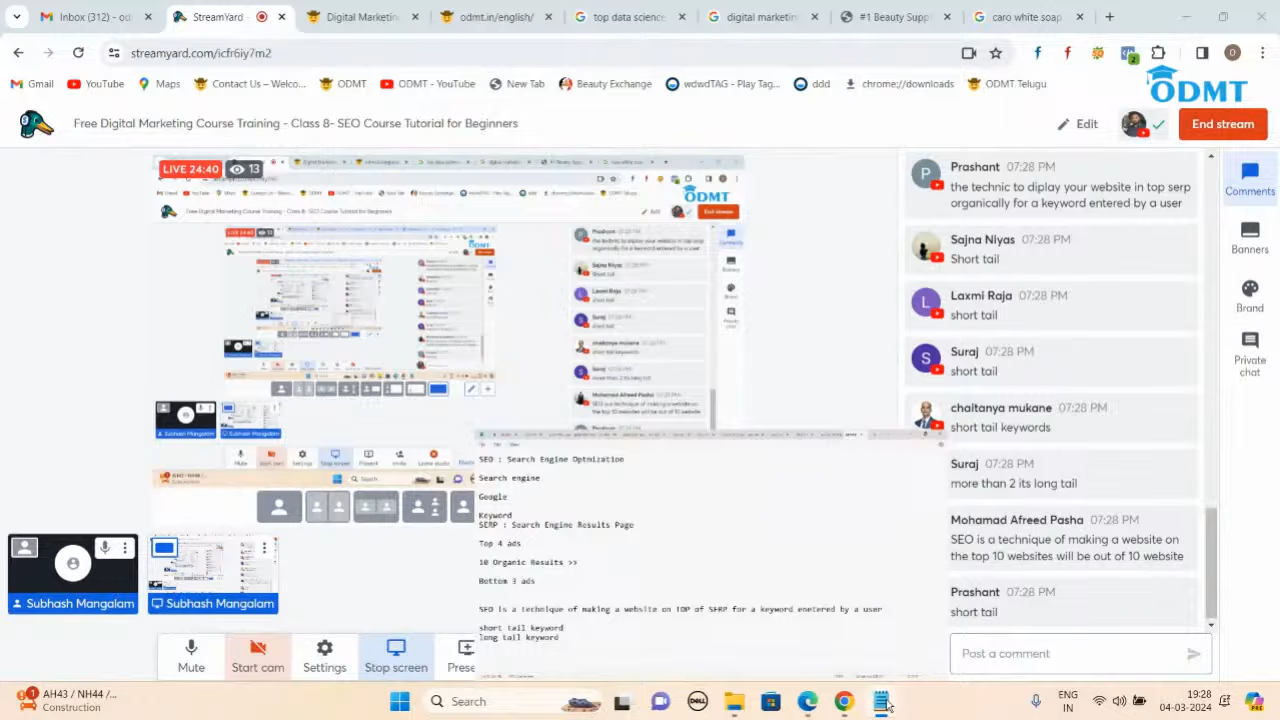 Inbox (312) - od
StreamYard -
Digital Marketin
odmt.in/english/
top data science
digital marketin
#1 Beauty Supp
caro white soap
streamyard.com/icfr6iy7m2
Gmail
YouTube
Maps
Contact Us – Welco...
ODMT
ODMT - YouTube
New Tab
Beauty Exchange
wdwdTAG - Play Tag...
ddd
chrome://downloads
ODMT Telugu
ODMT
Free Digital Marketing Course Training - Class 8- SEO Course Tutorial for Beginners
Edit
End stream
LIVE 24:40
13
Prashant 07:28 PM
organically for a keyword entered by a user
Sajna Niyas 07:28 PM
Short tail
Laxmi Raja 07:28 PM
short tail
Suraj 07:28 PM
short tail
chaitanya mukana 07:28 PM
short tail keywords
Suraj 07:28 PM
more than 2 its long tail
Mohamad Afteed Pasha 07:28 PM
SEO is a technique of making a website on
the top 10 websites will be out of 10 website
Prashant 07:28 PM
short tail
Post a comment
Comments
Banners
Brand
Private
chat
SEO : Search Engine Optmization
Search engine
Google
Keyword
SERP : Search Engine Results Page
Top 4 ads
10 Organic Results >>
Bottom 3 ads
SEO is a technique of making a website on TOP of SERP for a keyword enetered by a user
short tail keyword
long tail keyword
Subhash Mangalam
Subhash Mangalam
Mute
Start cam
Settings
Stop screen
Prese
AH43 / NH44 /...
Construction
Search
ENG
IN
19:28
04-03-2024